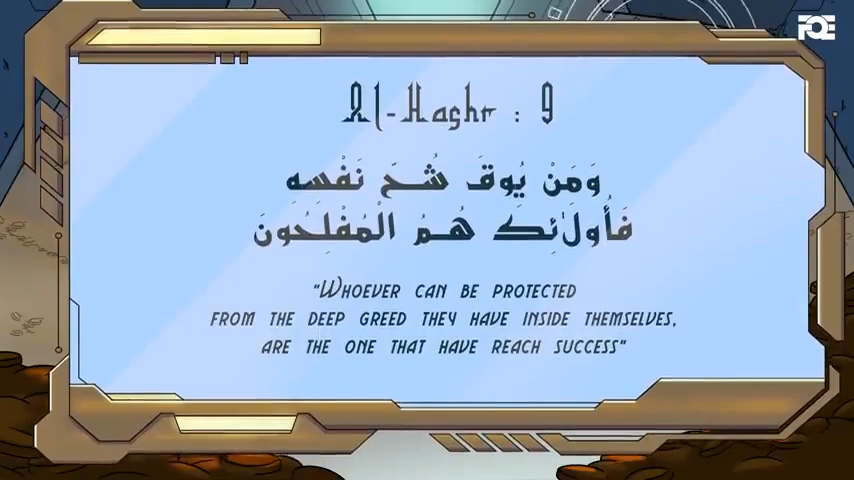 FOE
Al-Hashr : 9
وَمَنْ يُوقَ شُحَّ نَفْسِهِ
فَأُولَٰئِكَ هُمُ الْمُفْلِحُونَ
"Whoever can be protected
from the deep greed they have inside themselves,
are the one that have reach success"